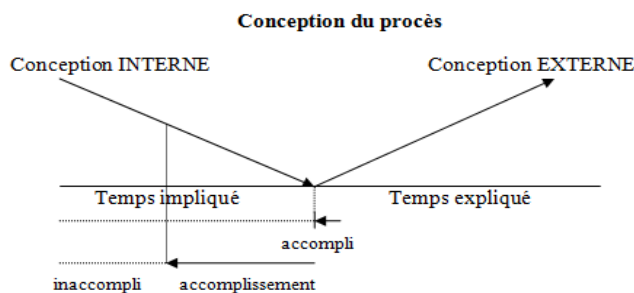 Conception du procès
Conception INTERNE Conception EXTERNE
Temps impliqué Temps expliqué
accompli
inaccompli accomplissement